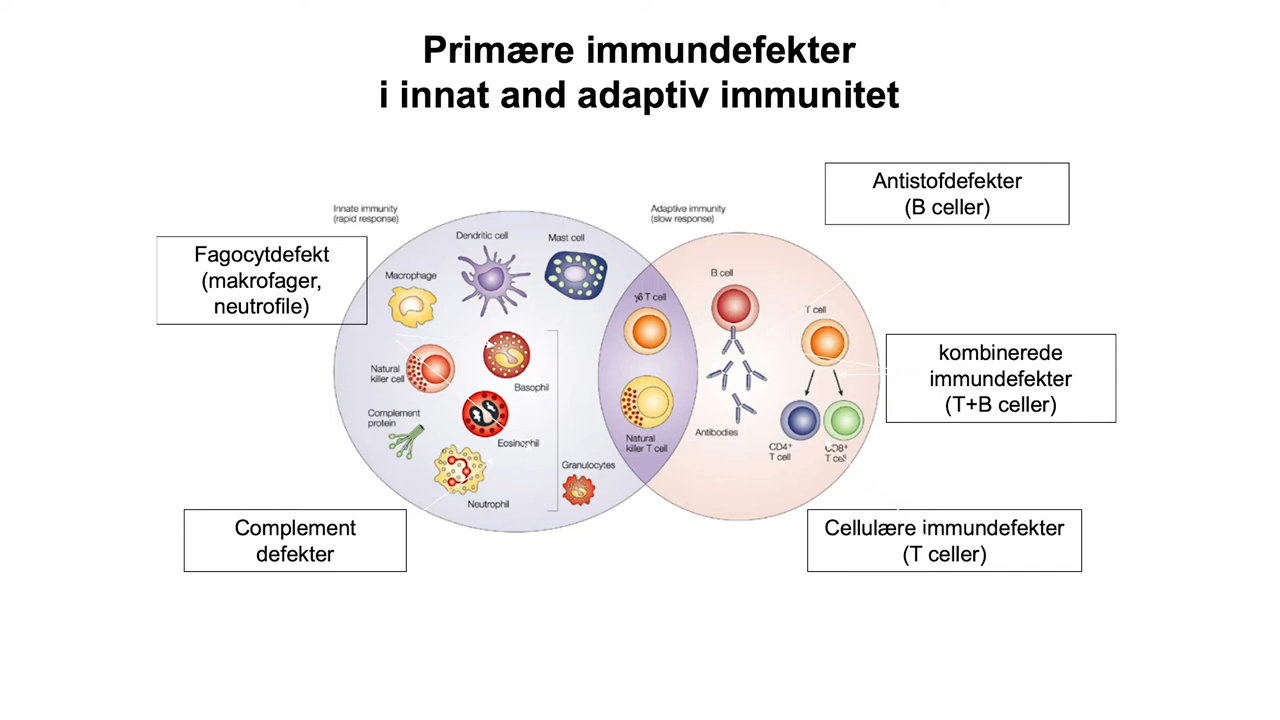 Primære immundefekter
i innat and adaptiv immunitet
Antistofdefekter
(B celler)
Innate immunity
(rapid response)
Adaptive immunity
(slow response)
Fagocytdefekt
(makrofager,
neutrofile)
Dendritic cell
Mast cell
Macrophage
B cell
γδ T cell
T cell
Natural
killer cell
Basophil
kombinerede
immundefekter
(T+B celler)
Complement
protein
Eosinophil
Antibodies
Natural
killer T cell
CD4+
T cell
CD8+
T cell
Granulocytes
Neutrophil
Complement
defekter
Cellulære immundefekter
(T celler)